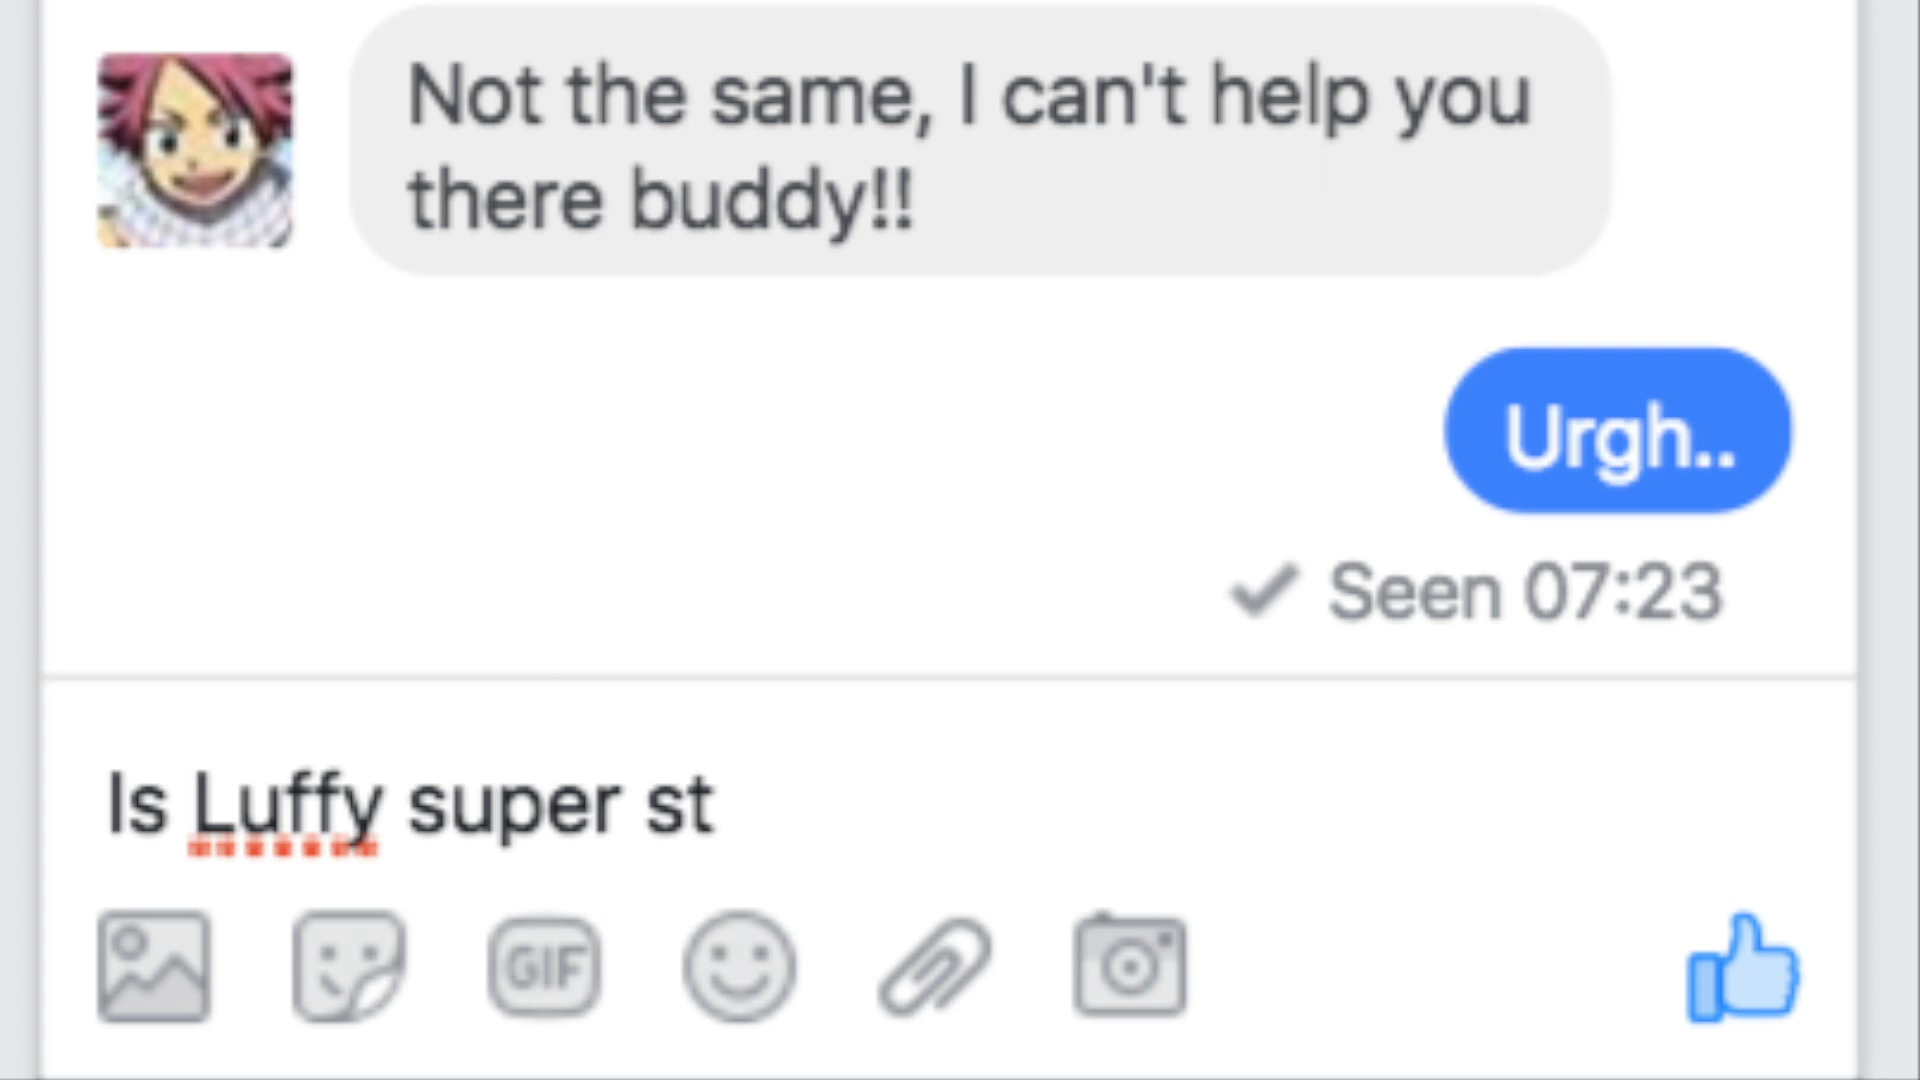 Not the same, I can't help you
there buddy!!
Urgh..
Seen 07:23
Is Luffy super st
GIF